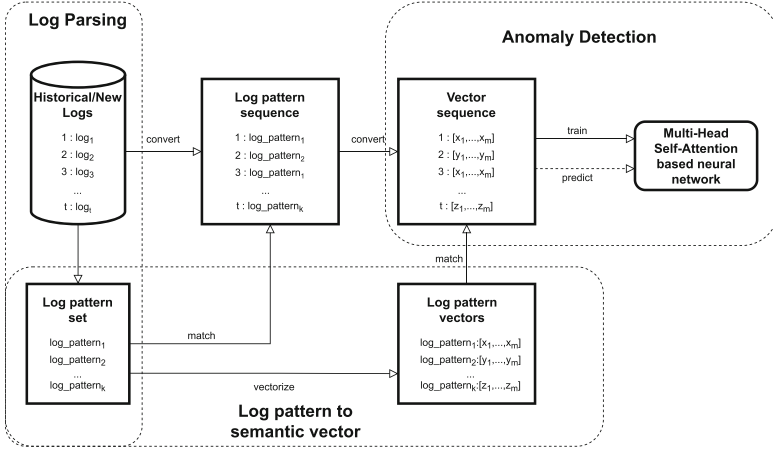 Log Parsing
Anomaly Detection
Historical/New
Logs
1 : log₁
2 : log₂
3 : log₃
...
t : logₜ
convert
Log pattern
sequence
1 : log_pattern₁
2 : log_pattern₂
3 : log_pattern₁
...
t : log_patternₖ
convert
Vector
sequence
1 : [x₁,...,xₘ]
2 : [y₁,...,yₘ]
3 : [x₁,...,xₘ]
...
t : [z₁,...,zₘ]
train
predict
Multi-Head
Self-Attention
based neural
network
match
Log pattern
set
log_pattern₁
log_pattern₂
...
log_patternₖ
match
vectorize
Log pattern
vectors
log_pattern₁:[x₁,...,xₘ]
log_pattern₂:[y₁,...,yₘ]
...
log_patternₖ:[z₁,...,zₘ]
Log pattern to
semantic vector